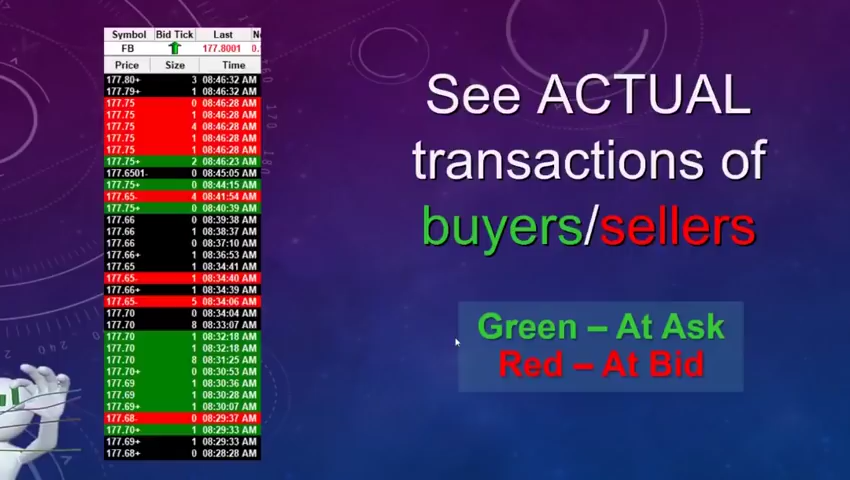 Symbol Bid Tick Last
FB 177.8001 0.
Price Size Time
177.80+ 3 08:46:32 AM
177.79+ 1 08:46:32 AM
177.75 0 08:46:28 AM
177.75 1 08:46:28 AM
177.75 4 08:46:28 AM
177.75 1 08:46:28 AM
177.75 1 08:46:28 AM
177.75+ 2 08:46:23 AM
177.6501- 0 08:45:05 AM
177.75+ 0 08:44:15 AM
177.65- 4 08:41:54 AM
177.75+ 0 08:40:39 AM
177.66 0 08:39:38 AM
177.66 1 08:38:37 AM
177.66 0 08:37:10 AM
177.66+ 1 08:36:53 AM
177.65 1 08:34:41 AM
177.65- 1 08:34:40 AM
177.66+ 1 08:34:39 AM
177.65- 5 08:34:06 AM
177.70 0 08:34:04 AM
177.70 8 08:33:07 AM
177.70 1 08:32:18 AM
177.70 1 08:32:18 AM
177.70 8 08:31:25 AM
177.70+ 0 08:30:53 AM
177.69 1 08:30:36 AM
177.69 1 08:30:28 AM
177.69+ 1 08:30:07 AM
177.68- 0 08:29:37 AM
177.70+ 1 08:29:33 AM
177.69+ 1 08:29:33 AM
177.68+ 0 08:28:28 AM
160 170 180
See ACTUAL
transactions of
buyers/sellers
Green – At Ask
Red – At Bid